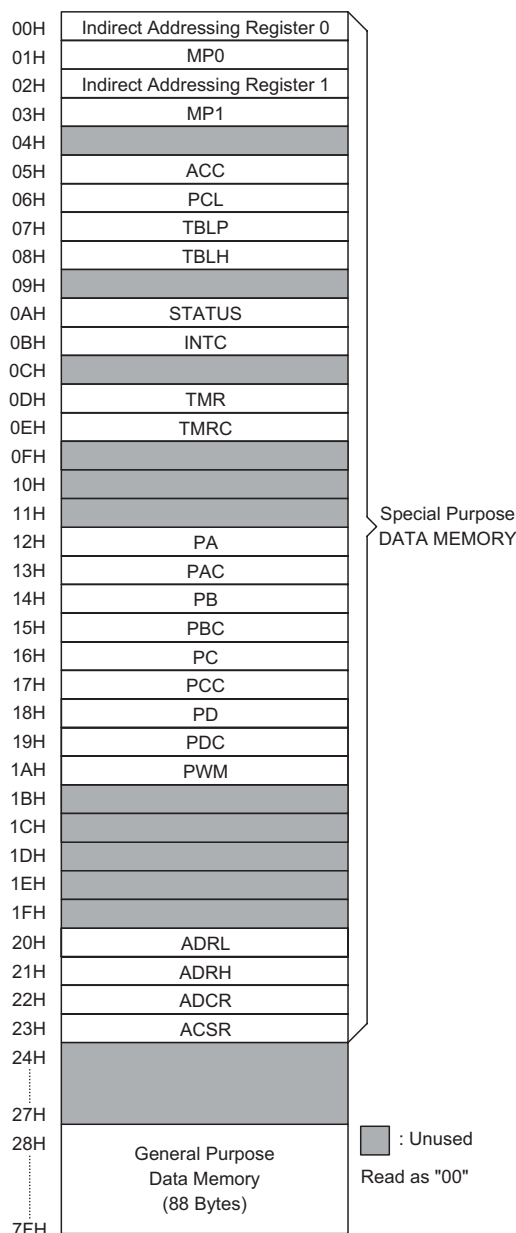 00H Indirect Addressing Register 0
01H MP0
02H Indirect Addressing Register 1
03H MP1
04H
05H ACC
06H PCL
07H TBLP
08H TBLH
09H
0AH STATUS
0BH INTC
0CH
0DH TMR
0EH TMRC
0FH
10H
11H
Special Purpose
12H PA
DATA MEMORY
13H PAC
14H PB
15H PBC
16H PC
17H PCC
18H PD
19H PDC
1AH PWM
1BH
1CH
1DH
1EH
1FH
20H ADRL
21H ADRH
22H ADCR
23H ACSR
24H
27H
28H
General Purpose
Data Memory
(88 Bytes)
7FH
: Unused
Read as "00"